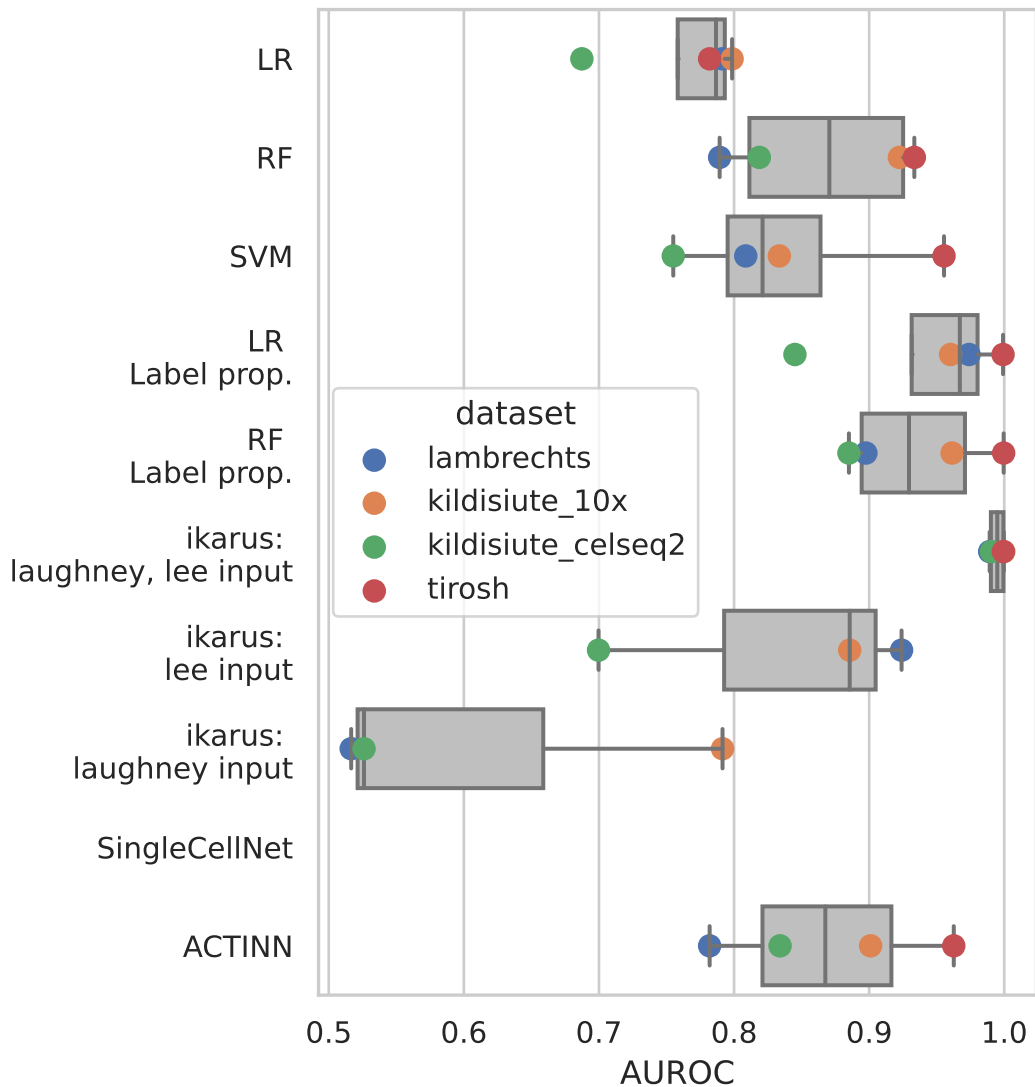 LR
RF
SVM
LR
Label prop.
RF
Label prop.
ikarus:
laughney, lee input
ikarus:
lee input
ikarus:
laughney input
SingleCellNet
ACTINN
dataset
lambrechts
kildisiute_10x
kildisiute_celseq2
tirosh
0.5 0.6 0.7 0.8 0.9 1.0
AUROC